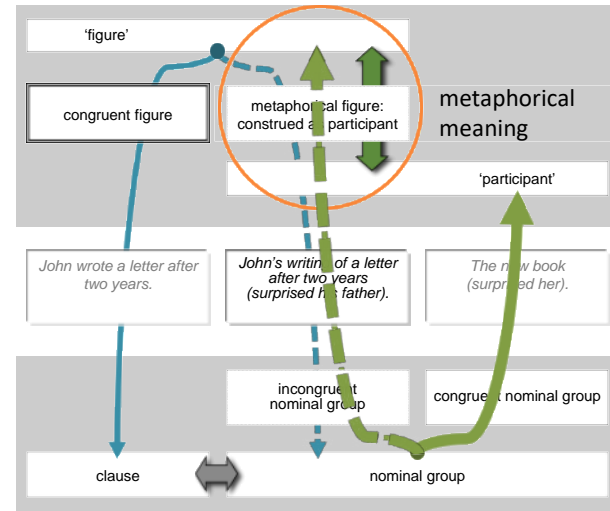 'figure'
congruent figure
metaphorical figure:
construed as participant
metaphorical
meaning
'participant'
John wrote a letter after
two years.
John's writing of a letter
after two years
(surprised his father).
The new book
(surprised her).
incongruent
nominal group
congruent nominal group
clause
nominal group